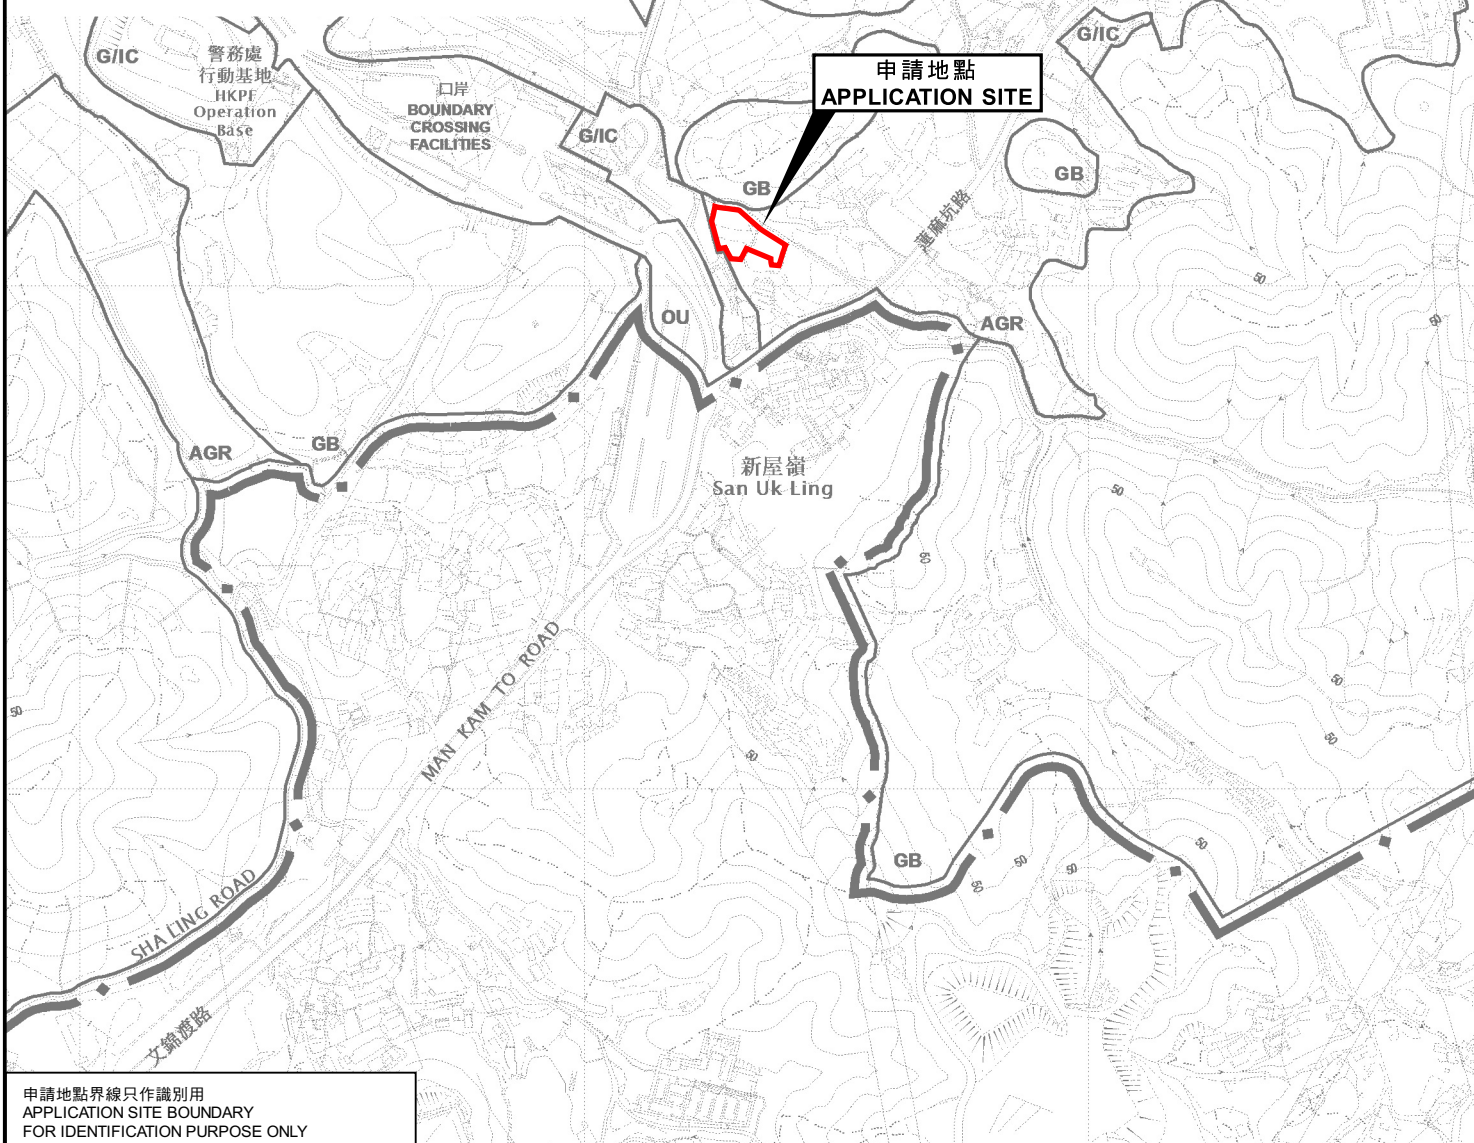 G/IC
警務處
行動基地
HKPF
Operation
Base
口岸
BOUNDARY
CROSSING
FACILITIES
G/IC
申請地點
APPLICATION SITE
G/IC
GB
GB
蓮麻坑路
50
50
OU
AGR
AGR
GB
新屋嶺
San Uk Ling
50
50
MAN KAM TO ROAD
50
50
50
50
50
GB
50
50
50
SHA LING ROAD
文錦渡路
申請地點界線只作識別用
APPLICATION SITE BOUNDARY
FOR IDENTIFICATION PURPOSE ONLY